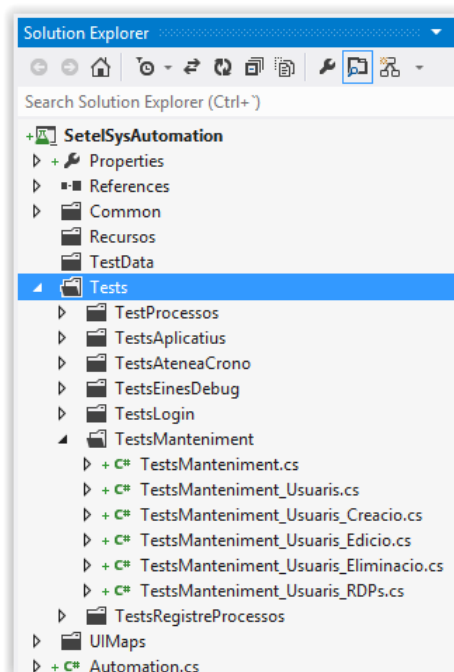 Solution Explorer
Search Solution Explorer (Ctrl+`)
SetelSysAutomation
Properties
References
Common
Recursos
TestData
Tests
TestProcessos
TestsAplicatius
TestsAteneaCrono
TestsEinesDebug
TestsLogin
TestsManteniment
C# TestsManteniment.cs
C# TestsManteniment_Usuaris.cs
C# TestsManteniment_Usuaris_Creacio.cs
C# TestsManteniment_Usuaris_Edicio.cs
C# TestsManteniment_Usuaris_Eliminacio.cs
C# TestsManteniment_Usuaris_RDPs.cs
TestsRegistreProcessos
UIMaps
C# Automation.cs